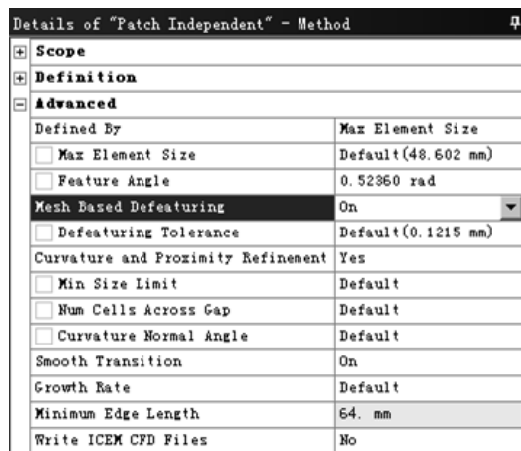 Details of "Patch Independent" - Method
Scope
Definition
Advanced
Defined By Max Element Size
Max Element Size Default(48.602 mm)
Feature Angle 0.52360 rad
Mesh Based Defeaturing On
Defeaturing Tolerance Default(0.1215 mm)
Curvature and Proximity Refinement Yes
Min Size Limit Default
Num Cells Across Gap Default
Curvature Normal Angle Default
Smooth Transition On
Growth Rate Default
Minimum Edge Length 64. mm
Write ICEM CFD Files No